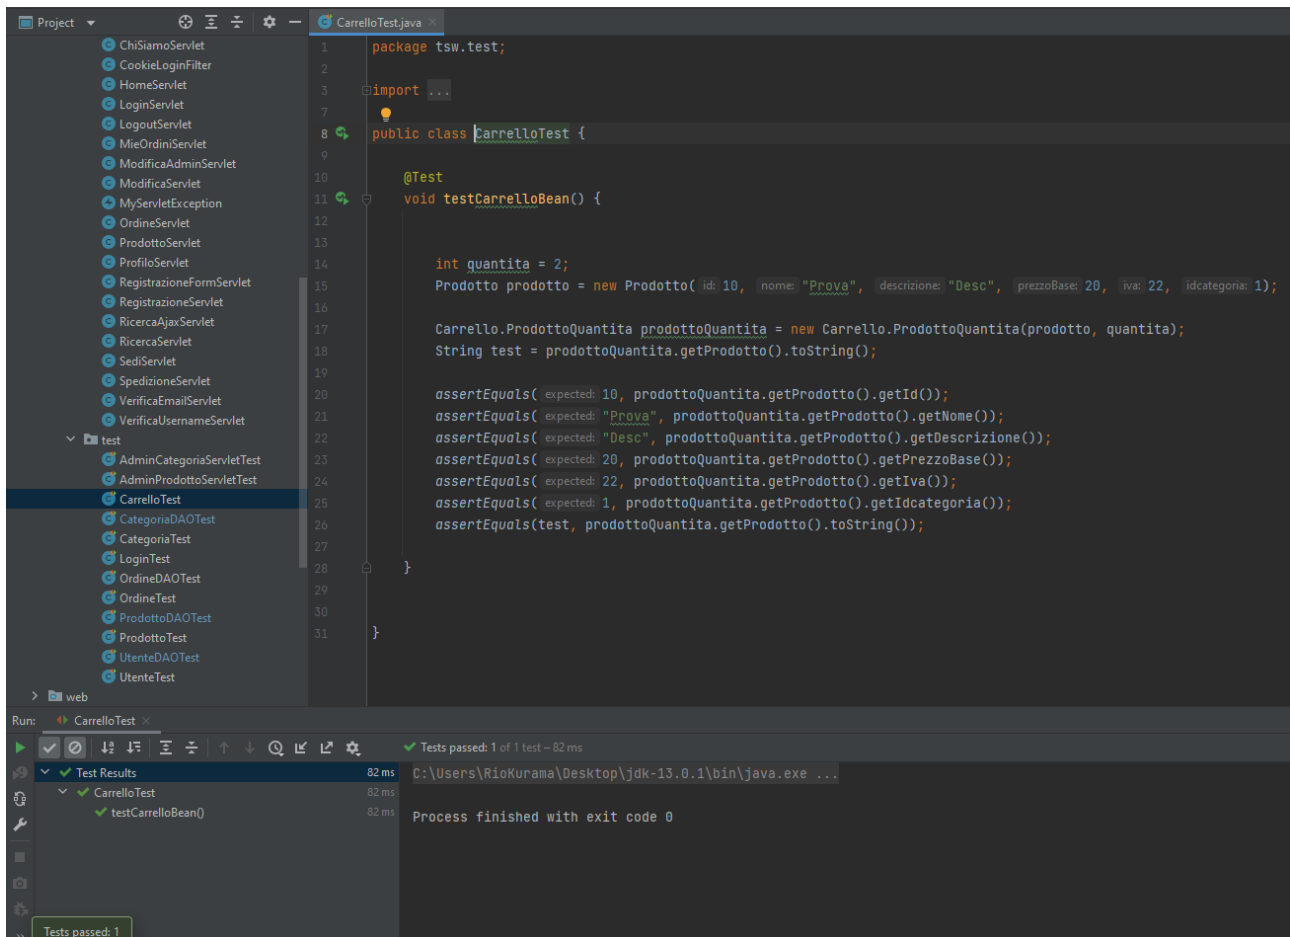 Project
CarrelloTest.java
ChiSiamoServlet
CookieLoginFilter
HomeServlet
LoginServlet
LogoutServlet
MieOrdiniServlet
ModificaAdminServlet
ModificaServlet
MyServletException
OrdineServlet
ProdottoServlet
ProfiloServlet
RegistrazioneFormServlet
RegistrazioneServlet
RicercaAjaxServlet
RicercaServlet
SediServlet
SpedizioneServlet
VerificaEmailServlet
VerificaUsernameServlet
test
AdminCategoriaServletTest
AdminProdottoServletTest
CarrelloTest
CategoriaDAOTest
CategoriaTest
LoginTest
OrdineDAOTest
OrdineTest
ProdottoDAOTest
ProdottoTest
UtenteDAOTest
UtenteTest
web
1 package tsw.test;
2
3 import ...
7
8 public class CarrelloTest {
9
10 @Test
11 void testCarrelloBean() {
12
13
14 int quantita = 2;
15 Prodotto prodotto = new Prodotto( id: 10, nome: "Prova", descrizione: "Desc", prezzoBase: 20, iva: 22, idcategoria: 1);
16
17 Carrello.ProdottoQuantita prodottoQuantita = new Carrello.ProdottoQuantita(prodotto, quantita);
18 String test = prodottoQuantita.getProdotto().toString();
19
20 assertEquals( expected: 10, prodottoQuantita.getProdotto().getId());
21 assertEquals( expected: "Prova", prodottoQuantita.getProdotto().getNome());
22 assertEquals( expected: "Desc", prodottoQuantita.getProdotto().getDescrizione());
23 assertEquals( expected: 20, prodottoQuantita.getProdotto().getPrezzoBase());
24 assertEquals( expected: 22, prodottoQuantita.getProdotto().getIva());
25 assertEquals( expected: 1, prodottoQuantita.getProdotto().getIdcategoria());
26 assertEquals(test, prodottoQuantita.getProdotto().toString());
27
28 }
29
30
31 }
Run: CarrelloTest
Tests passed: 1 of 1 test – 82 ms
Test Results 82 ms
CarrelloTest 82 ms
testCarrelloBean() 82 ms
C:\Users\RioKurama\Desktop\jdk-13.0.1\bin\java.exe ...
Process finished with exit code 0
Tests passed: 1